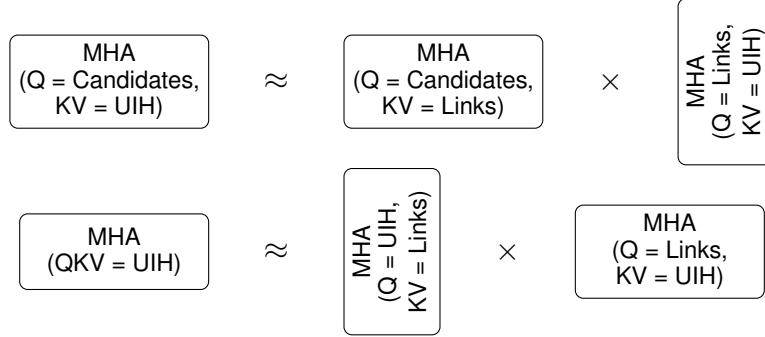 MHA
(Q = Candidates,
KV = UIH)
≈
MHA
(Q = Candidates,
KV = Links)
×
MHA
(Q = Links,
KV = UIH)
MHA
(QKV = UIH)
≈
MHA
(Q = UIH,
KV = Links)
×
MHA
(Q = Links,
KV = UIH)